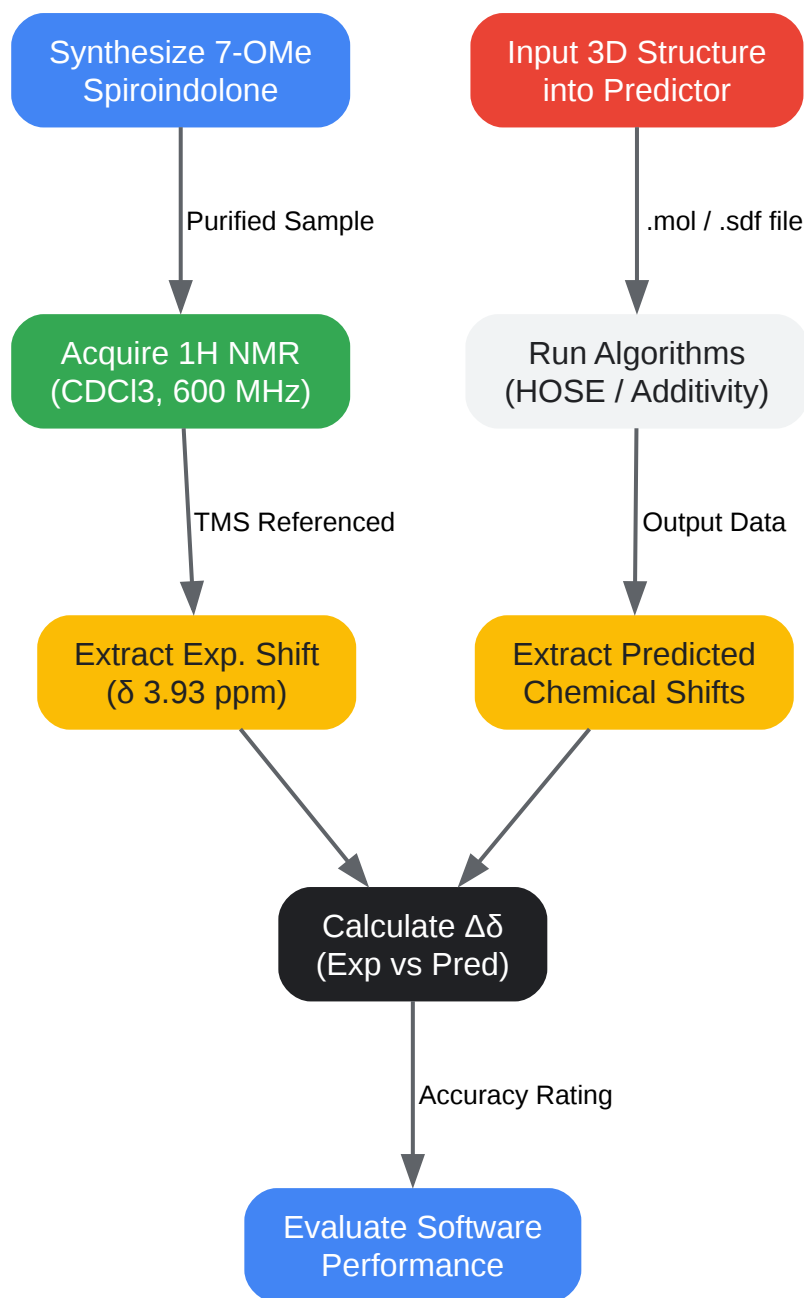 Synthesize 7-OMe
Spiroindolone
Input 3D Structure
into Predictor
Purified Sample
.mol / .sdf file
Acquire 1H NMR
(CDCl3, 600 MHz)
Run Algorithms
(HOSE / Additivity)
TMS Referenced
Output Data
Extract Exp. Shift
(δ 3.93 ppm)
Extract Predicted
Chemical Shifts
Calculate Δδ
(Exp vs Pred)
Accuracy Rating
Evaluate Software
Performance